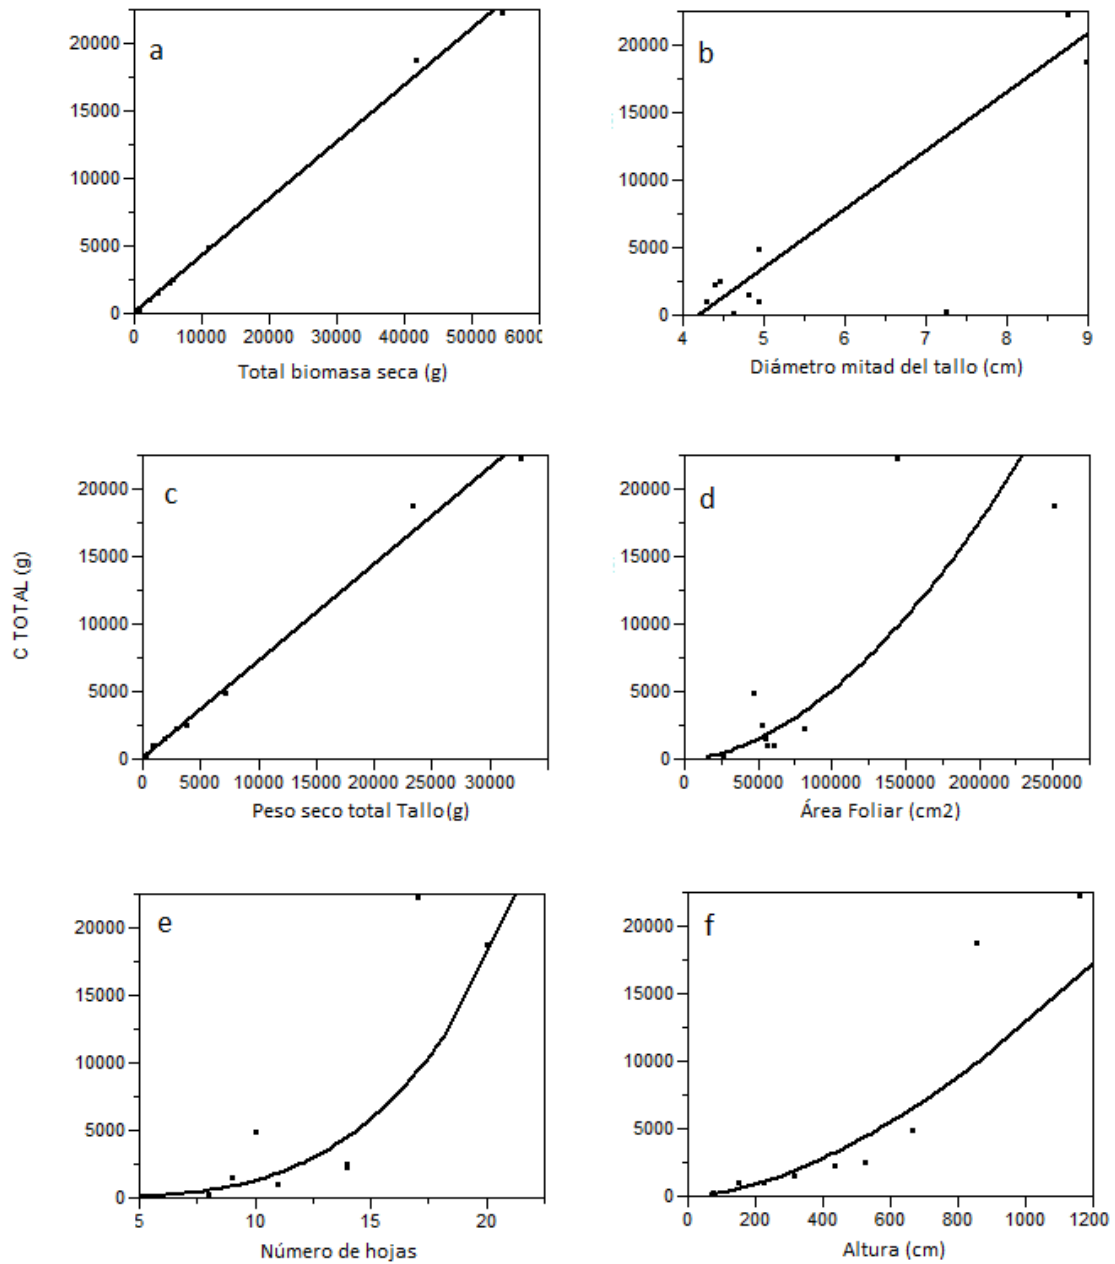 a
20000
15000
10000
5000
0
0 10000 20000 30000 40000 50000 6000
Total biomasa seca (g)
b
20000
15000
10000
5000
0
4 5 6 7 8 9
Diámetro mitad del tallo (cm)
C TOTAL (g)
c
20000
15000
10000
5000
0
0 5000 10000 15000 20000 25000 30000
Peso seco total Tallo (g)
d
20000
15000
10000
5000
0
0 50000 100000 150000 200000 250000
Área Foliar (cm2)
e
20000
15000
10000
5000
0
5 10 15 20
Número de hojas
f
20000
15000
10000
5000
0
0 200 400 600 800 1000 1200
Altura (cm)